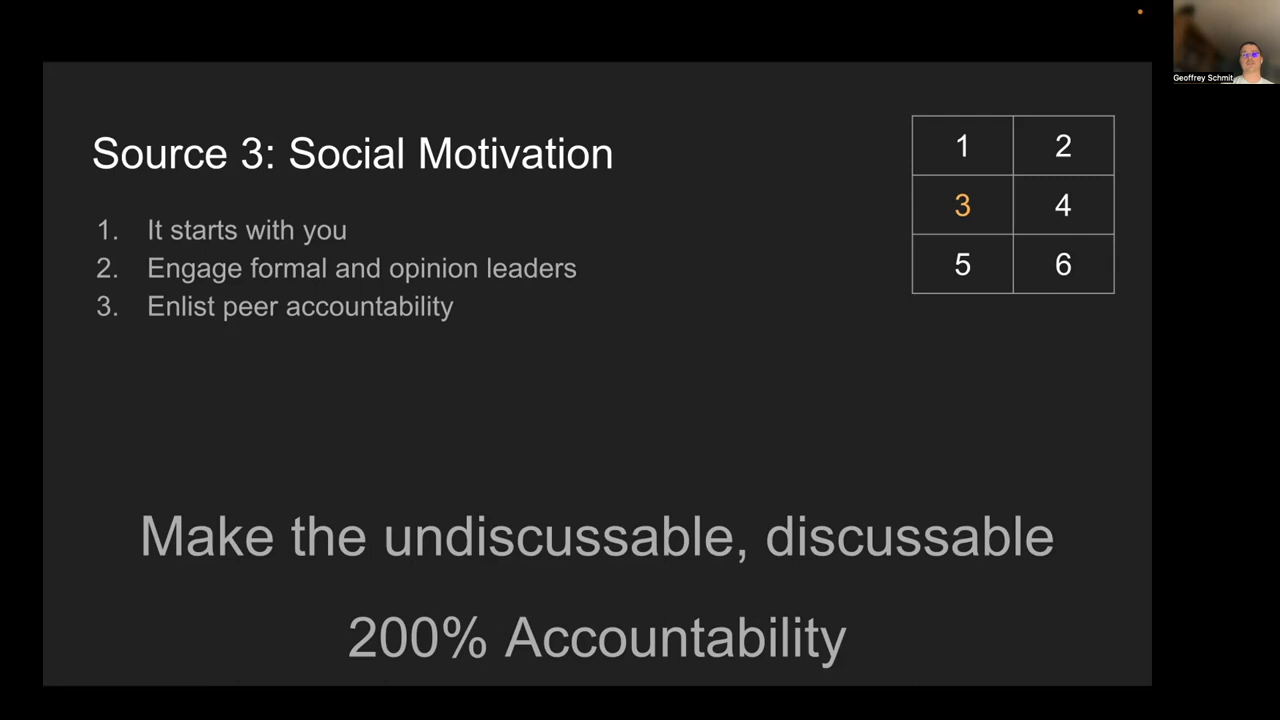 Geoffrey Schmit
Source 3: Social Motivation
1. It starts with you
2. Engage formal and opinion leaders
3. Enlist peer accountability
1 2
3 4
5 6
Make the undiscussable, discussable
200% Accountability